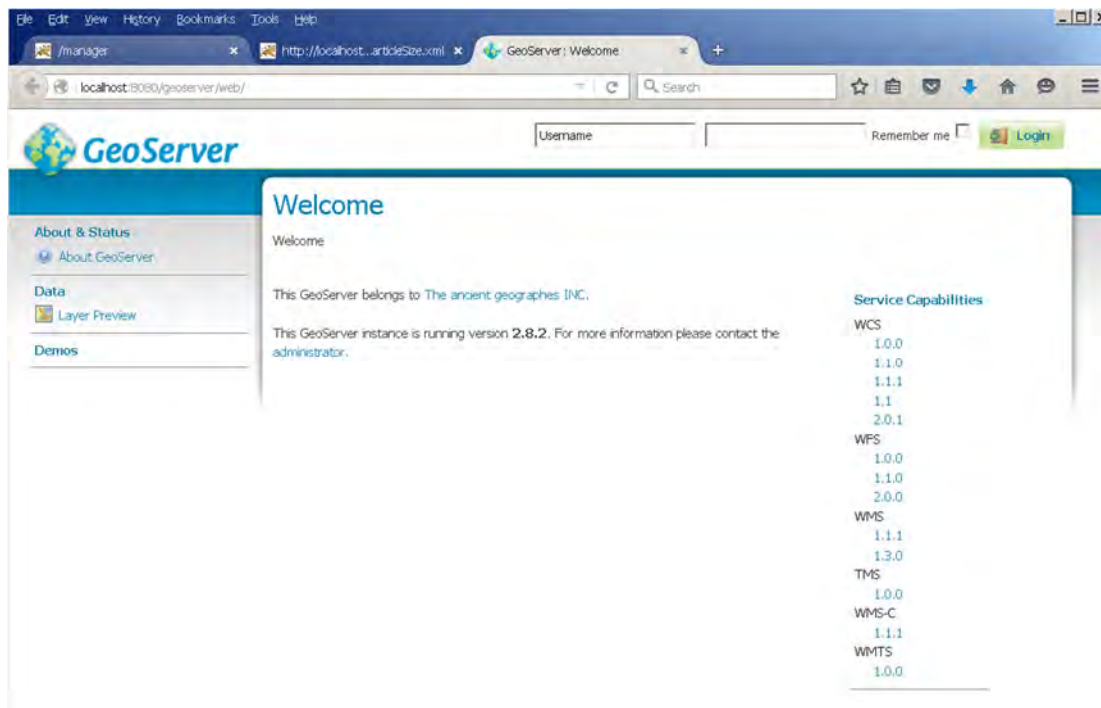 File Edit View History Bookmarks Tools Help
/manager
http://localhost...articleSize.xml
GeoServer: Welcome
localhost:8080/geoserver/web/
Search
GeoServer
Username
Remember me
Login
Welcome
About & Status
About GeoServer
Data
Layer Preview
Demos
Welcome
This GeoServer belongs to The ancient geographes INC.
This GeoServer instance is running version 2.8.2. For more information please contact the
administrator.
Service Capabilities
WCS
1.0.0
1.1.0
1.1.1
1.1
2.0.1
WFS
1.0.0
1.1.0
2.0.0
WMS
1.1.1
1.3.0
TMS
1.0.0
WMS-C
1.1.1
WMTS
1.0.0